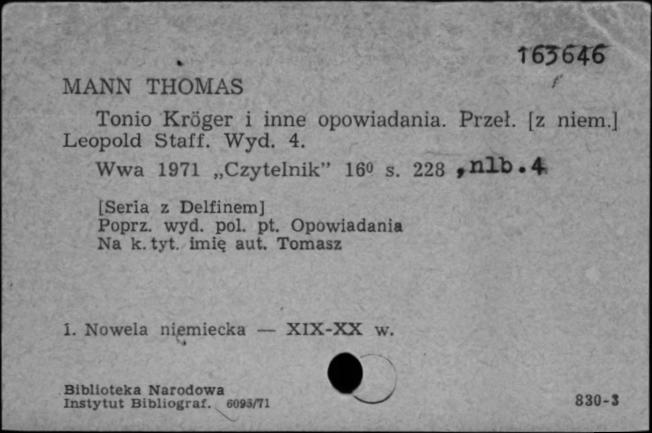 163646
MANN THOMAS
Tonio Kröger i inne opowiadania. Przeł. [z niem.]
Leopold Staff. Wyd. 4.
Wwa 1971 „Czytelnik” 16⁰ s. 228 , nlb. 4
[Seria z Delfinem]
Poprz. wyd. pol. pt. Opowiadania
Na k. tyt. imię aut. Tomasz
1. Nowela niemiecka — XIX-XX w.
Biblioteka Narodowa
Instytut Bibliograf. 6095/71
830-3